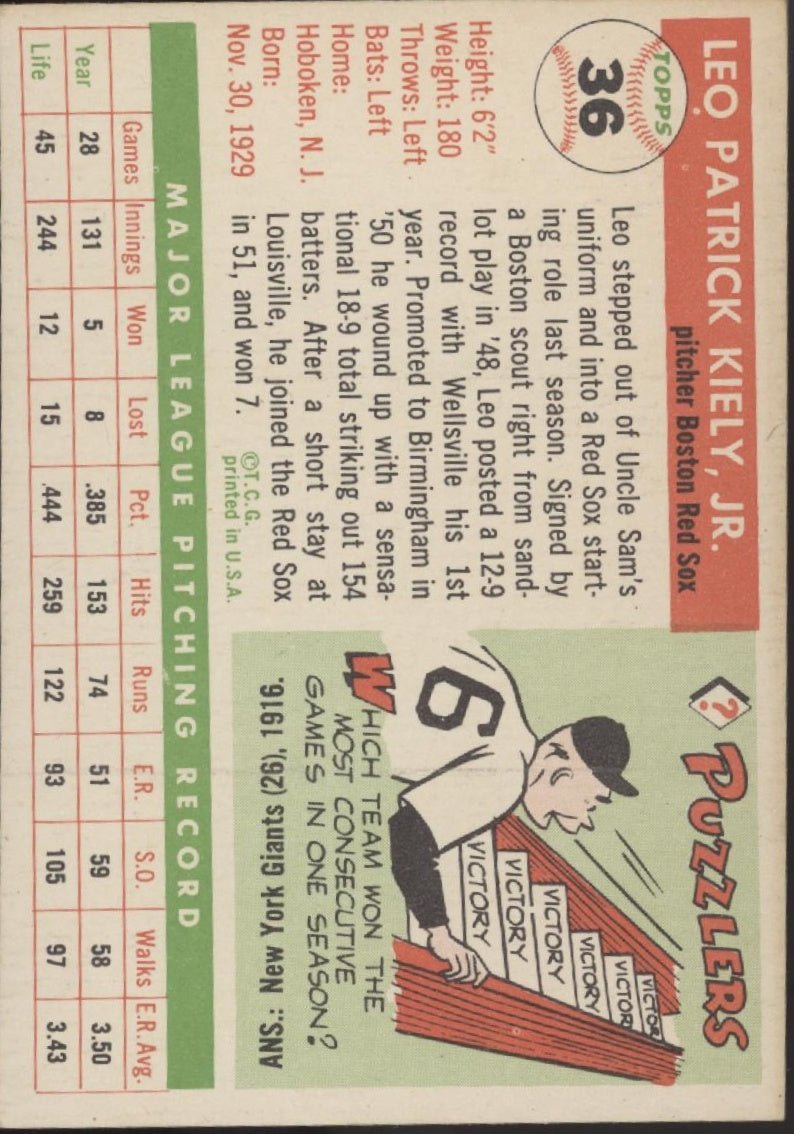 TOPPS
36
LEO PATRICK KIELY, JR.
pitcher Boston Red Sox
Height: 6'2"
Weight: 180
Throws: Left
Bats: Left
Home:
Hoboken, N. J.
Born:
Nov. 30, 1929
Leo stepped out of Uncle Sam's
uniform and into a Red Sox start-
ing role last season. Signed by
a Boston scout right from sand-
lot play in '48, Leo posted a 12-9
record with Wellsville his 1st
year. Promoted to Birmingham in
'50 he wound up with a sensa-
tional 18-9 total striking out 154
batters. After a short stay at
Louisville, he joined the Red Sox
in 51, and won 7.
©T.C.G.
printed in U.S.A.
? PUZZLERS
VICTOR
VICTOR
VICTORY
VICTORY
VICTORY
VICTORY
6
WHICH TEAM WON THE
MOST CONSECUTIVE
GAMES IN ONE SEASON?
ANS.: New York Giants (26), 1916.
MAJOR LEAGUE PITCHING RECORD
Games Innings Won Lost Pct. Hits Runs E.R. S.O. Walks E.R.Avg.
Year 28 131 5 8 .385 153 74 51 59 58 3.50
Life 45 244 12 15 .444 259 122 93 105 97 3.43